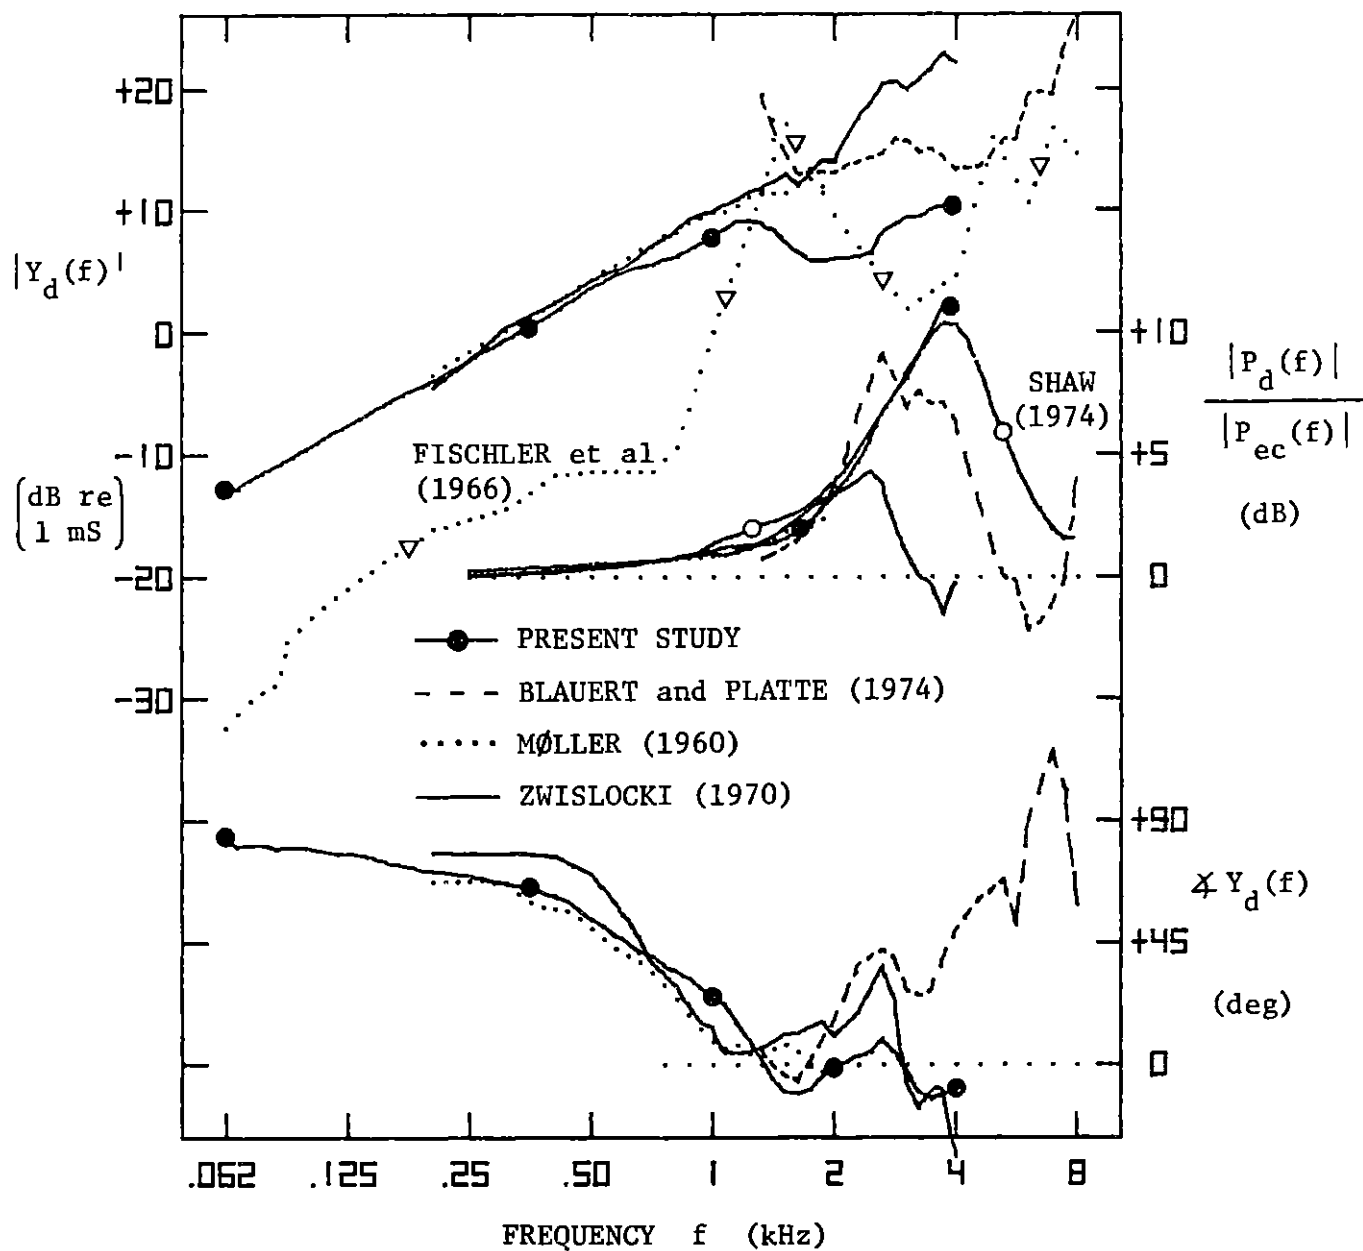 +20
+10
|Y_d(f)|
0
-10
(dB re
1 mS)
-20
-30
FISCHLER et al.
(1966)
SHAW
(1974)
PRESENT STUDY
BLAUERT and PLATTE (1974)
MØLLER (1960)
ZWISLOCKI (1970)
+10
|P_d(f)|
|P_ec(f)|
+5
(dB)
0
+90
∡ Y_d(f)
+45
(deg)
0
.062 .125 .25 .50 1 2 4 8
FREQUENCY f (kHz)